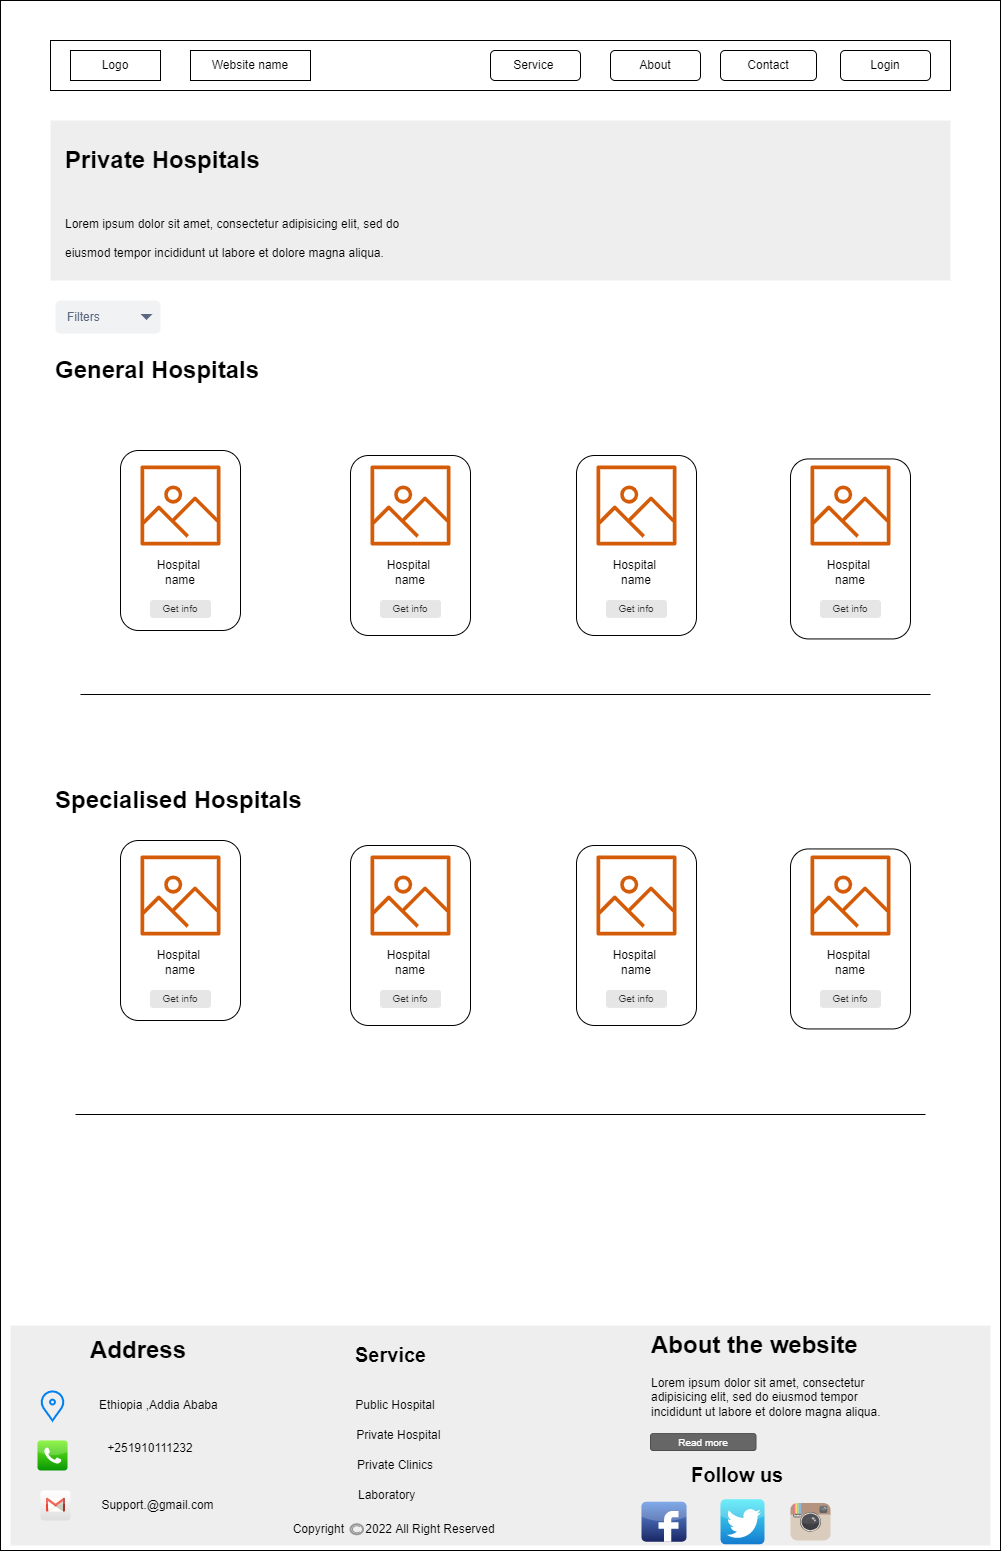 Logo
Website name
Service
About
Contact
Login
Private Hospitals
Lorem ipsum dolor sit amet, consectetur adipisicing elit, sed do
eiusmod tempor incididunt ut labore et dolore magna aliqua.
Filters
General Hospitals
Hospital
name
Get info
Hospital
name
Get info
Hospital
name
Get info
Hospital
name
Get info
Specialised Hospitals
Hospital
name
Get info
Hospital
name
Get info
Hospital
name
Get info
Hospital
name
Get info
Address
Ethiopia ,Addia Ababa
+251910111232
Support.@gmail.com
Service
Public Hospital
Private Hospital
Private Clinics
Laboratory
Copyright © 2022 All Right Reserved
About the website
Lorem ipsum dolor sit amet, consectetur
adipisicing elit, sed do eiusmod tempor
incididunt ut labore et dolore magna aliqua.
Read more
Follow us